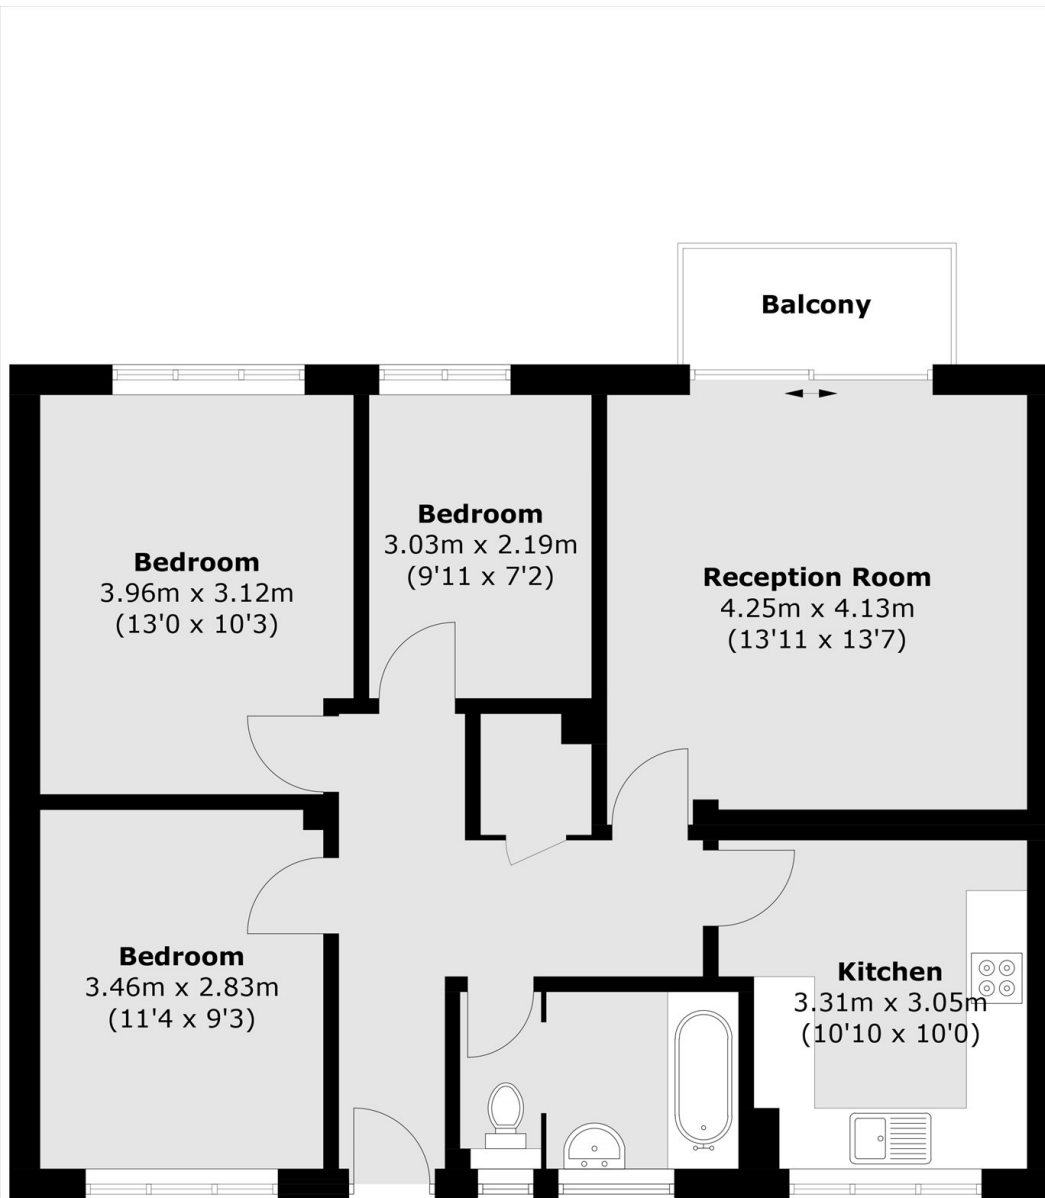 Balcony
Bedroom
3.03m x 2.19m
(9'11 x 7'2)
Bedroom
3.96m x 3.12m
(13'0 x 10'3)
Reception Room
4.25m x 4.13m
(13'11 x 13'7)
Bedroom
3.46m x 2.83m
(11'4 x 9'3)
Kitchen
3.31m x 3.05m
(10'10 x 10'0)